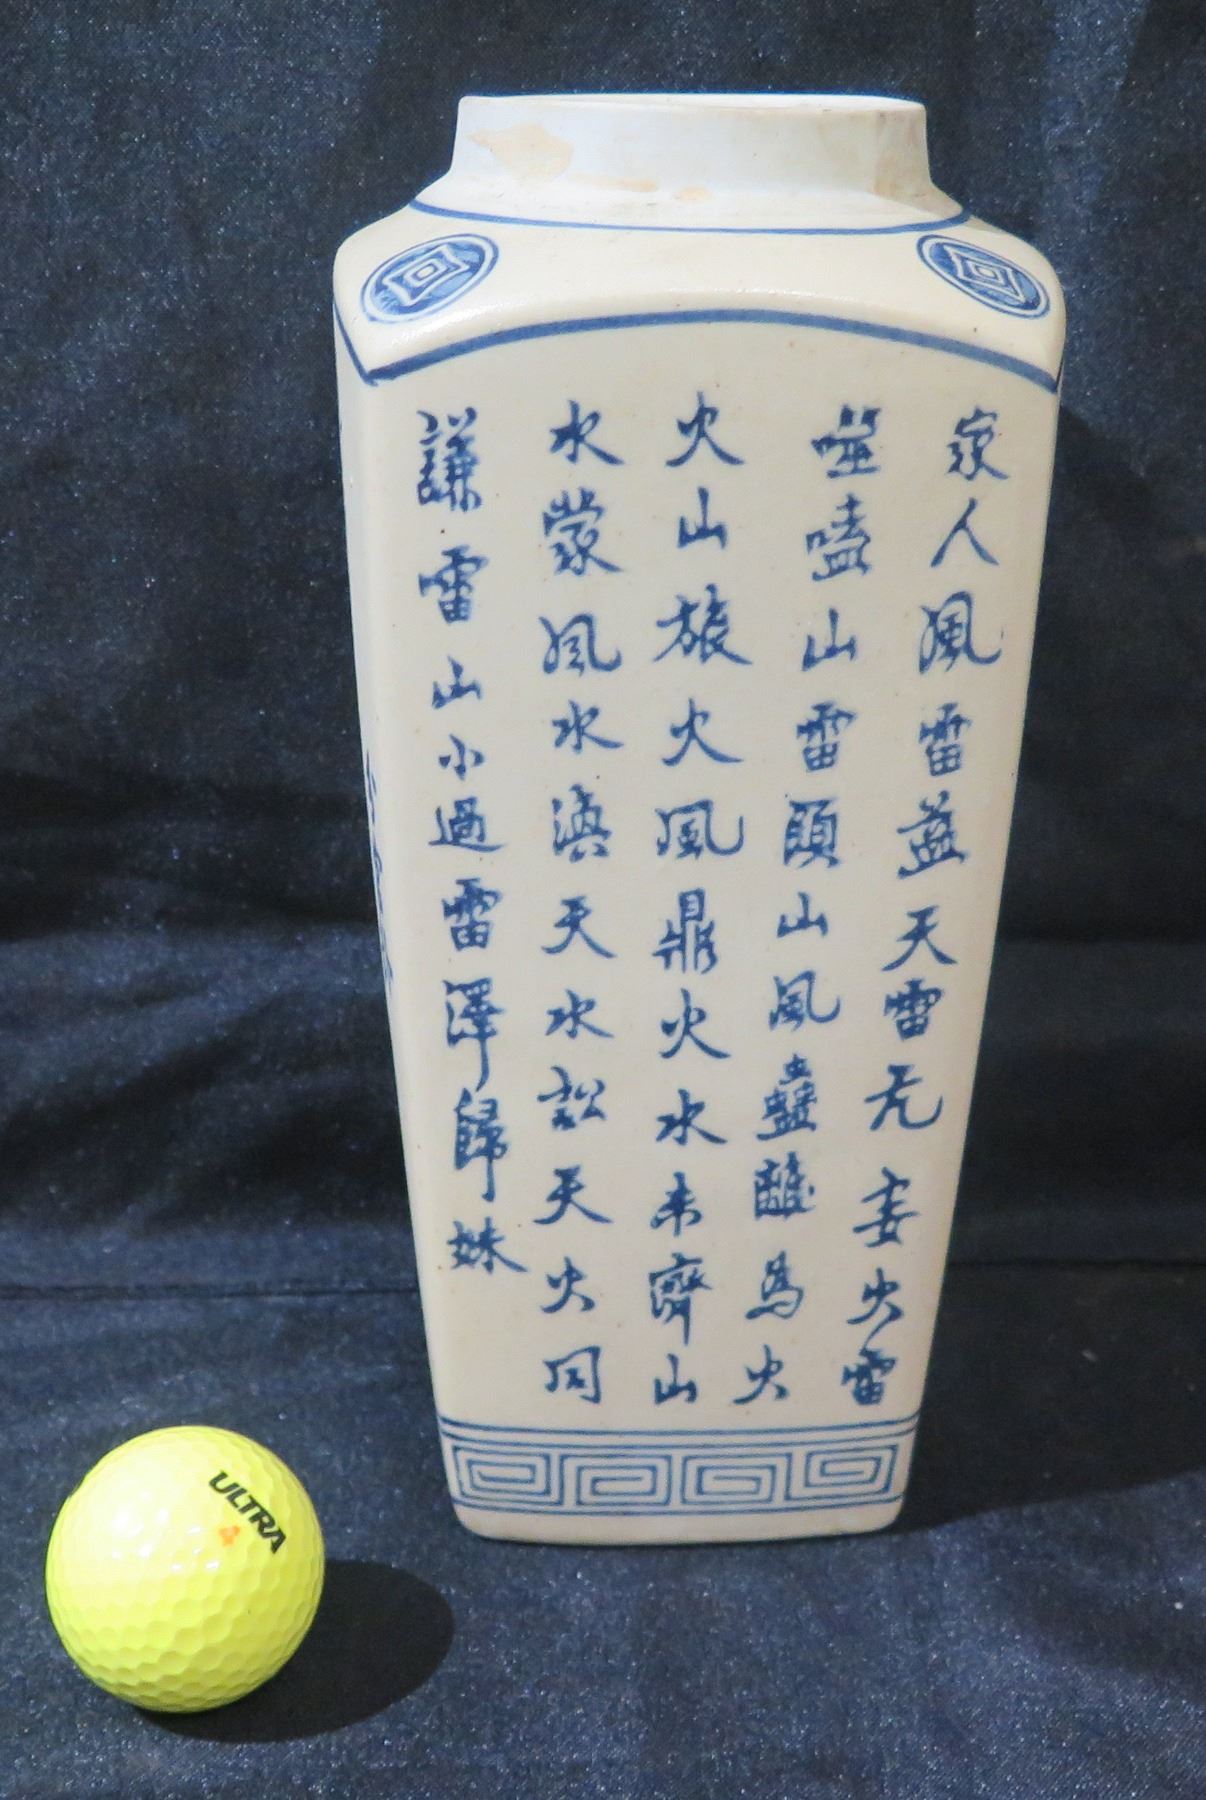 家人風雷益天雷无妄火雷
噬嗑山雷頤山風蠱離為火
火山旅火風鼎火水未濟山
水蒙風水渙天水訟天火同
謙雷山小過雷澤歸妹
ULTRA
4